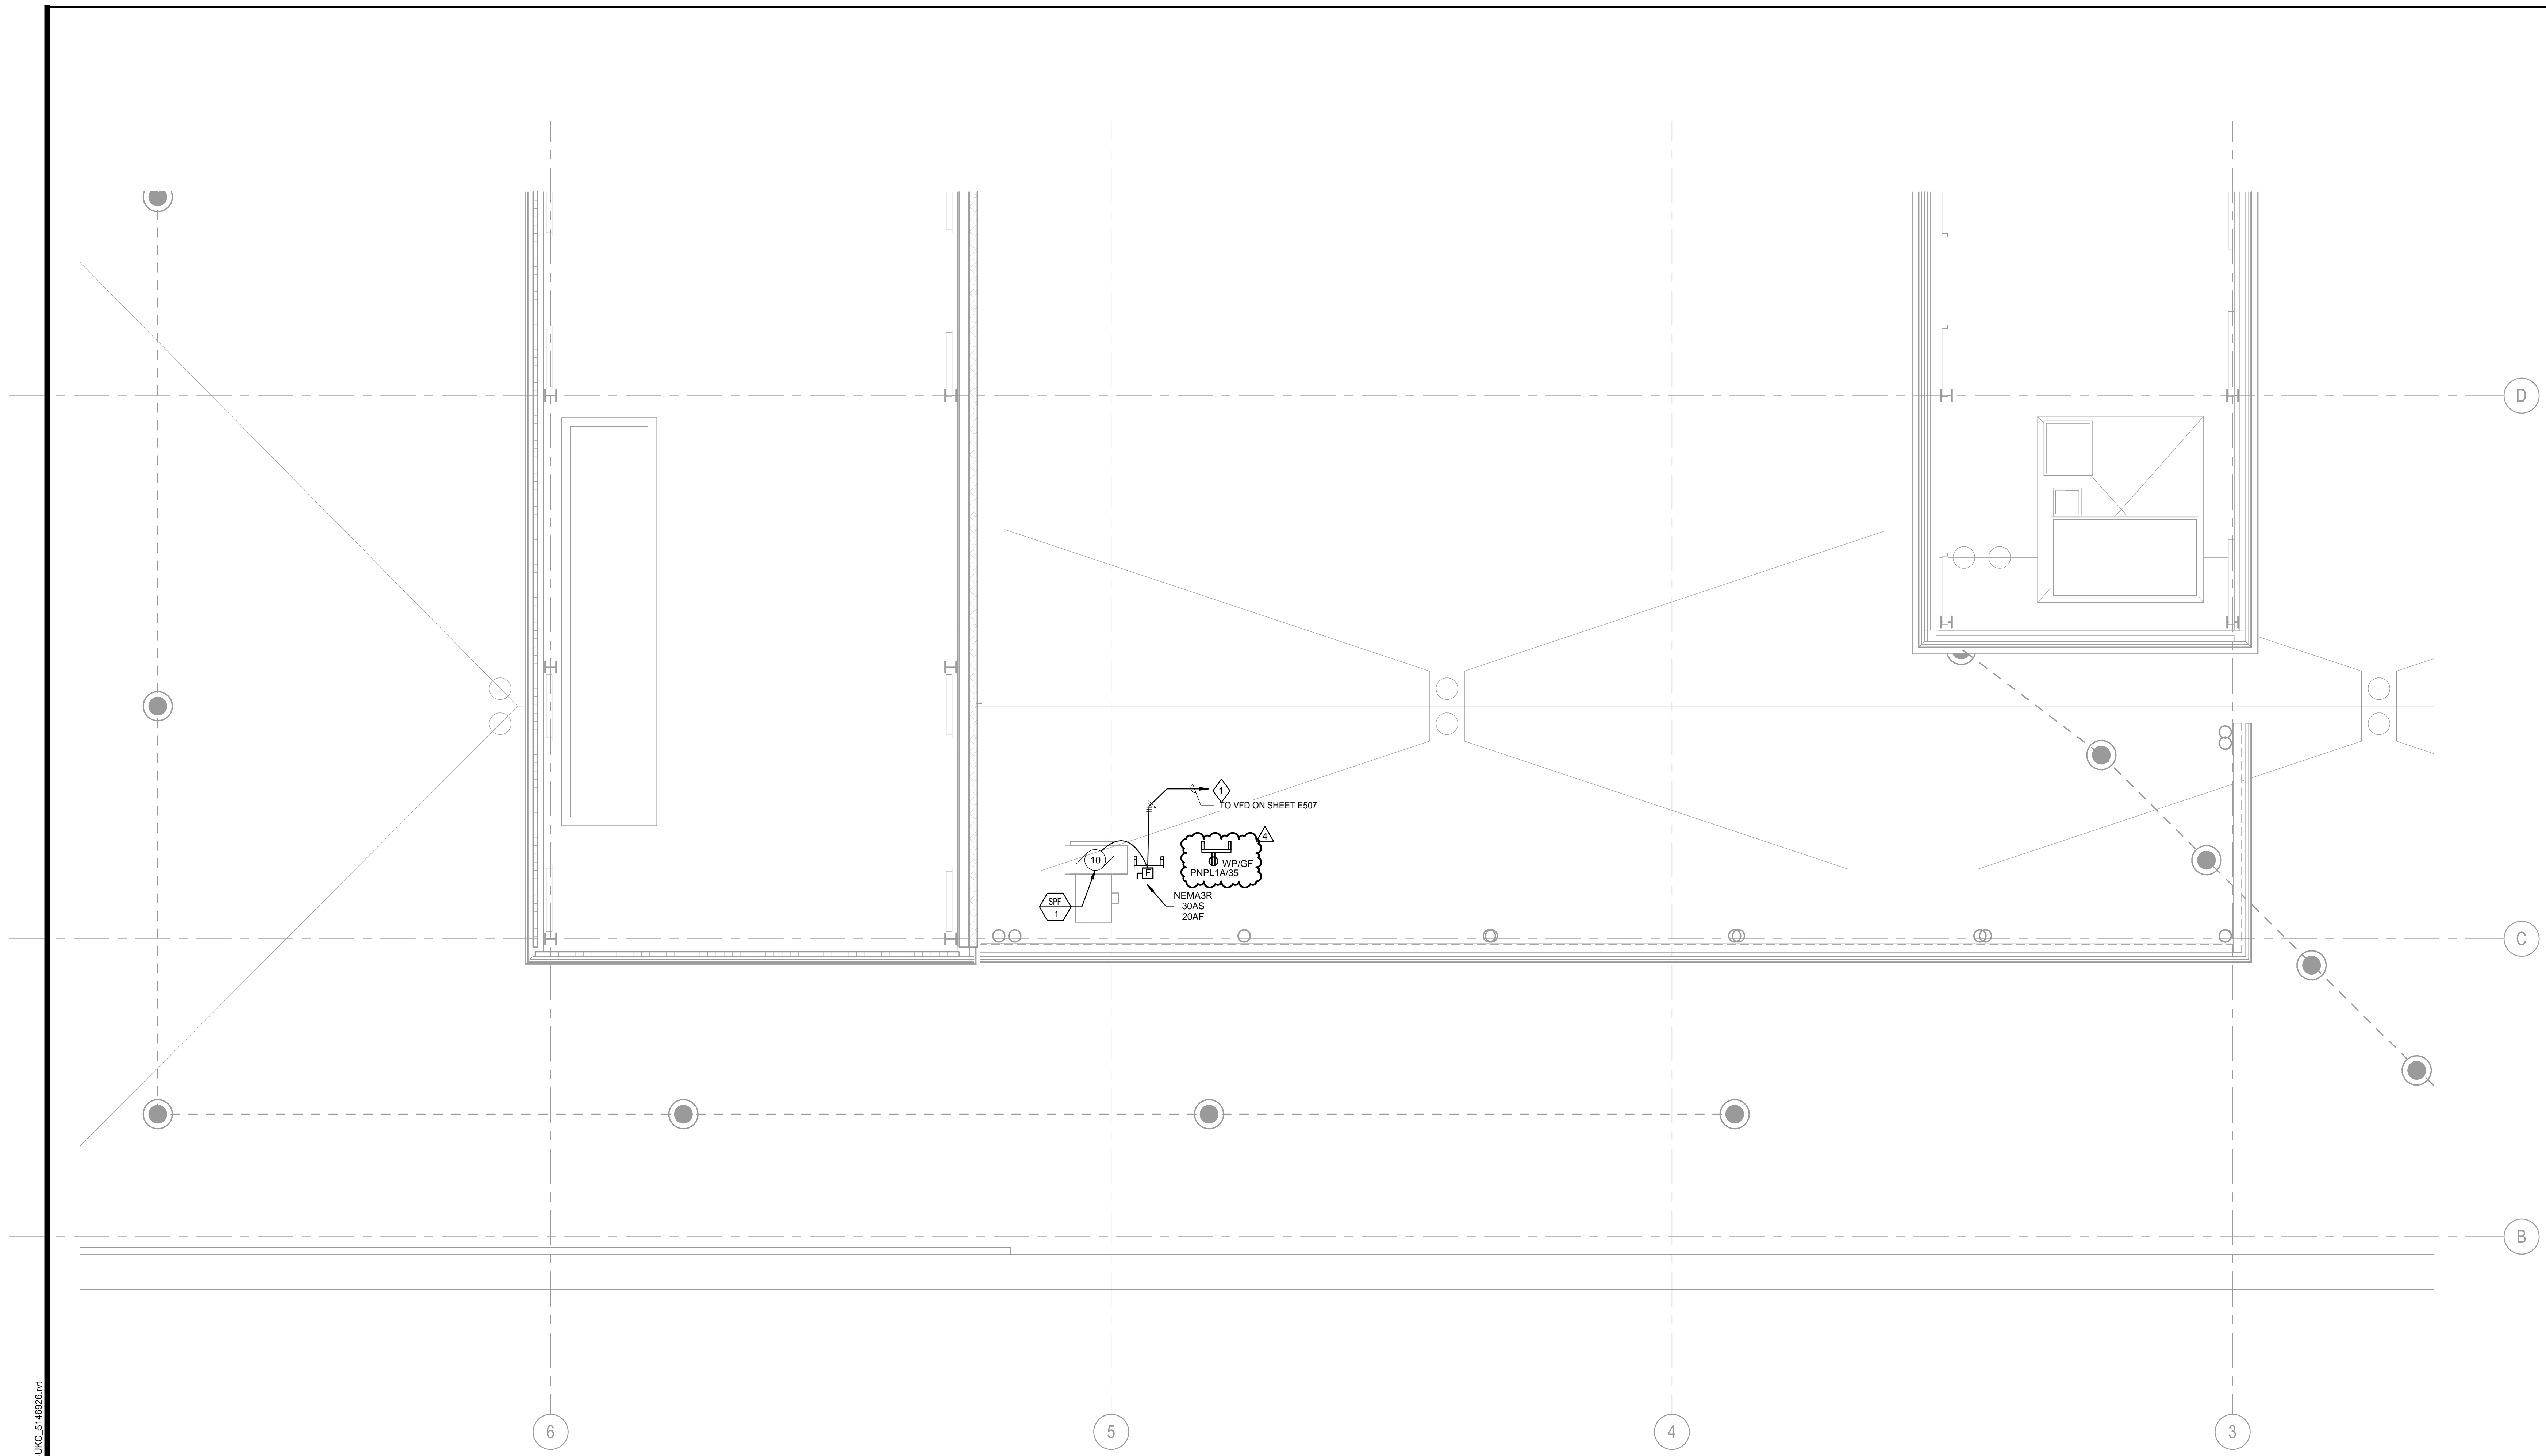 D
1
TO VFD ON SHEET E507
4
10
WP/GF
F
PNPL1A/35
SPF
1
NEMA3R
30AS
20AF
C
B
UKC_5146926.rvt
6
5
4
3